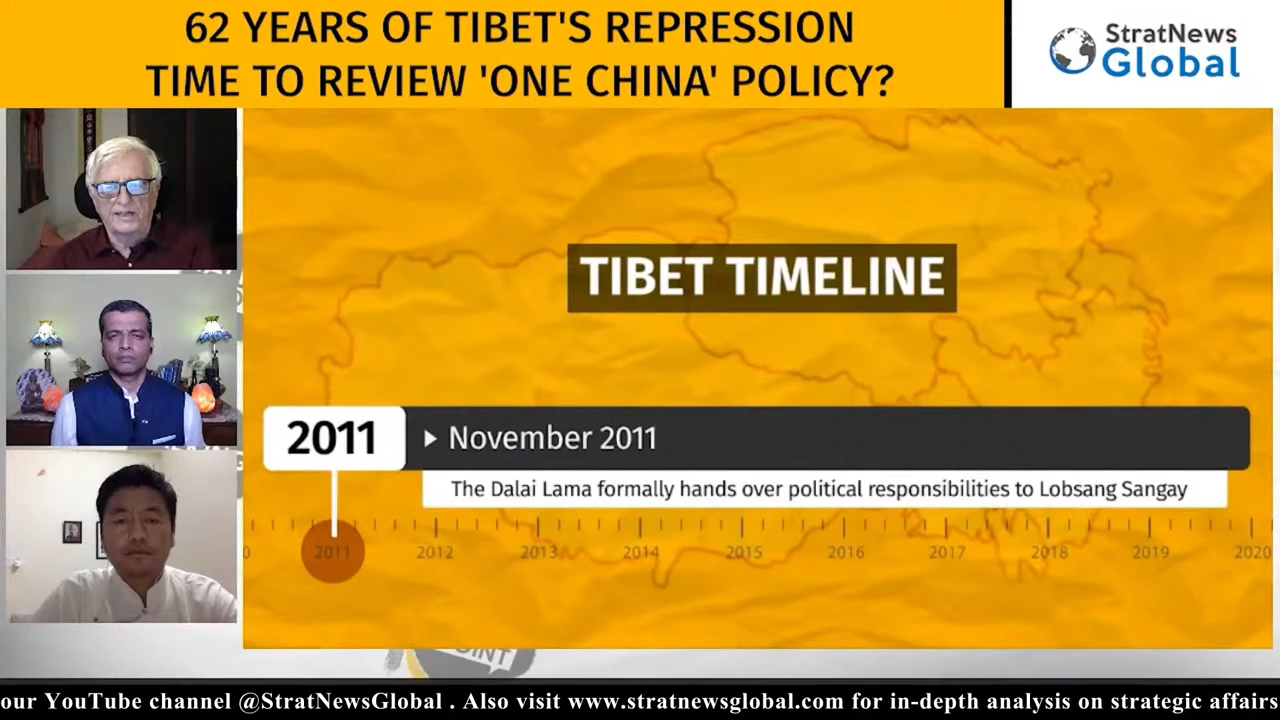 62 YEARS OF TIBET'S REPRESSION
TIME TO REVIEW 'ONE CHINA' POLICY?
StratNews
Global
TIBET TIMELINE
2011
November 2011
The Dalai Lama formally hands over political responsibilities to Lobsang Sangay
0 2011 2012 2013 2014 2015 2016 2017 2018 2019 2020
our YouTube channel @StratNewsGlobal . Also visit www.stratnewsglobal.com for in-depth analysis on strategic affairs